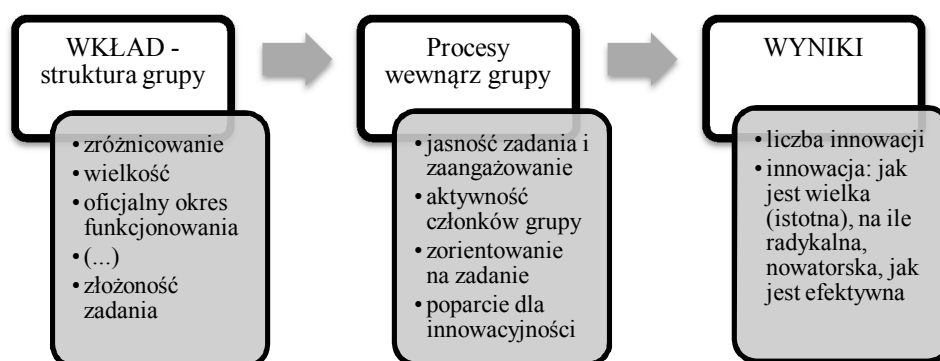 WKŁAD -
struktura grupy
• zróżnicowanie
• wielkość
• oficjalny okres
funkcjonowania
• (...)
• złożoność
zadania
Procesy
wewnąrz grupy
• jasność zadania i
zaangażowanie
• aktywność
członków grupy
• zorientowanie
na zadanie
• poparcie dla
innowacyjności
WYNIKI
• liczba innowacji
• innowacja: jak
jest wielka
(istotna), na ile
radykalna,
nowatorska, jak
jest efektywna